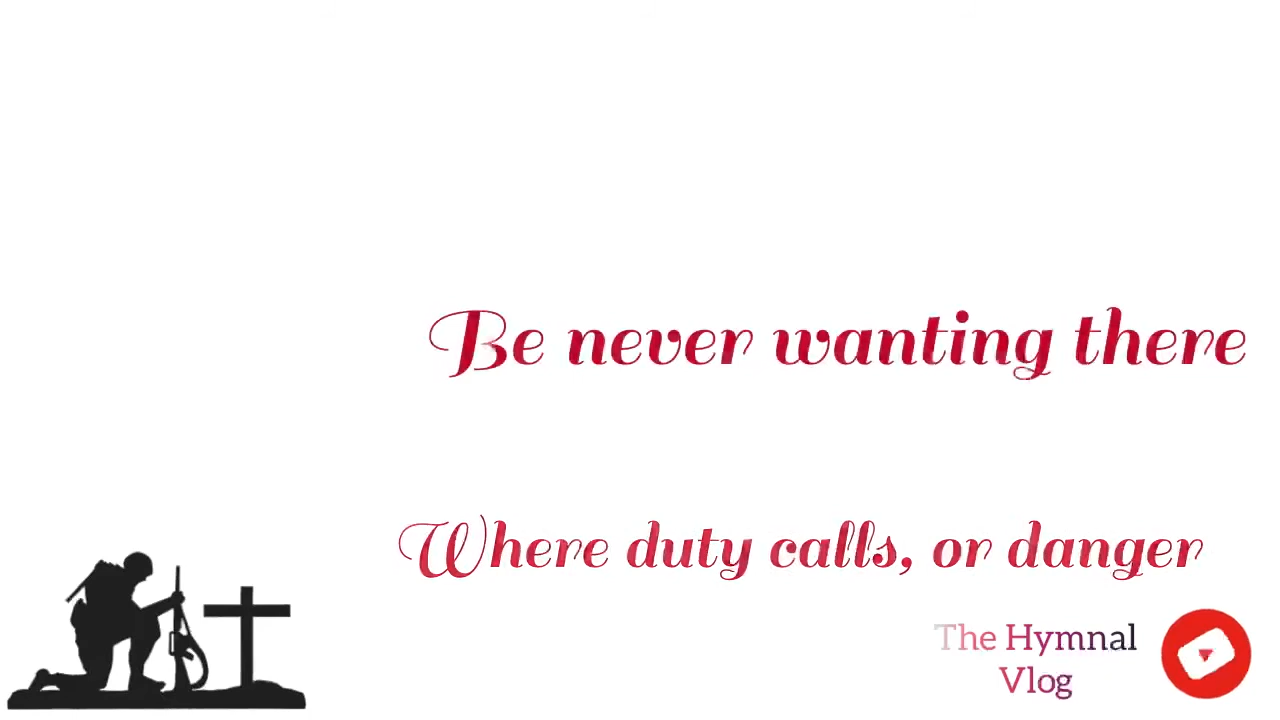 Be never wanting there
Where duty calls, or danger
The Hymnal
Vlog